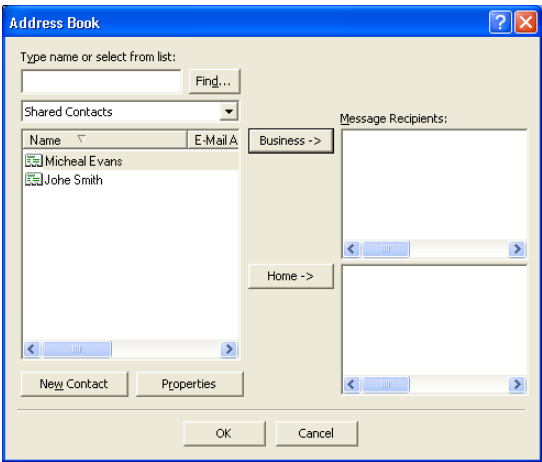 Address Book
Type name or select from list:
Find...
Shared Contacts
Name E-Mail A
Micheal Evans
Johe Smith
Business ->
Message Recipients:
Home ->
New Contact Properties
OK Cancel